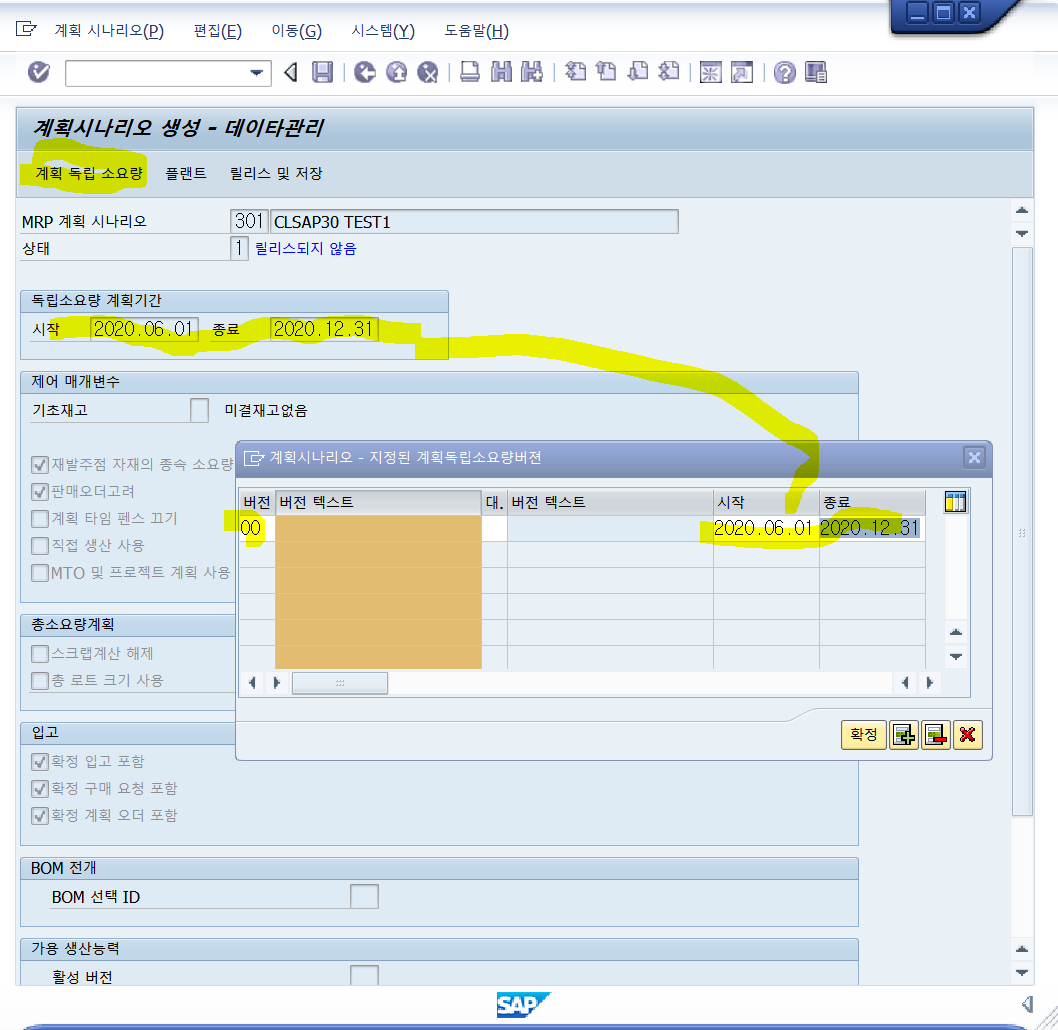 계획 시나리오(P) 편집(E) 이동(G) 시스템(Y) 도움말(H)
계획시나리오 생성 - 데이타관리
계획 독립 소요량 플랜트 릴리스 및 저장
MRP 계획 시나리오 301 CLSAP30 TEST1
상태 1 릴리스되지 않음
독립소요량 계획기간
시작 2020.06.01 종료 2020.12.31
제어 매개변수
기초재고 미결재고없음
재발주점 자재의 종속 소요량
판매오더고려
계획 타임 펜스 끄기
직접 생산 사용
MTO 및 프로젝트 계획 사용
총소요량계획
스크랩계산 해제
총 로트 크기 사용
입고
확정 입고 포함
확정 구매 요청 포함
확정 계획 오더 포함
계획시나리오 - 지정된 계획독립소요량버젼
버전 버전 텍스트 대. 버전 텍스트 시작 종료
00 2020.06.01 2020.12.31
확정
BOM 전개
BOM 선택 ID
가용 생산능력
활성 버전
SAP